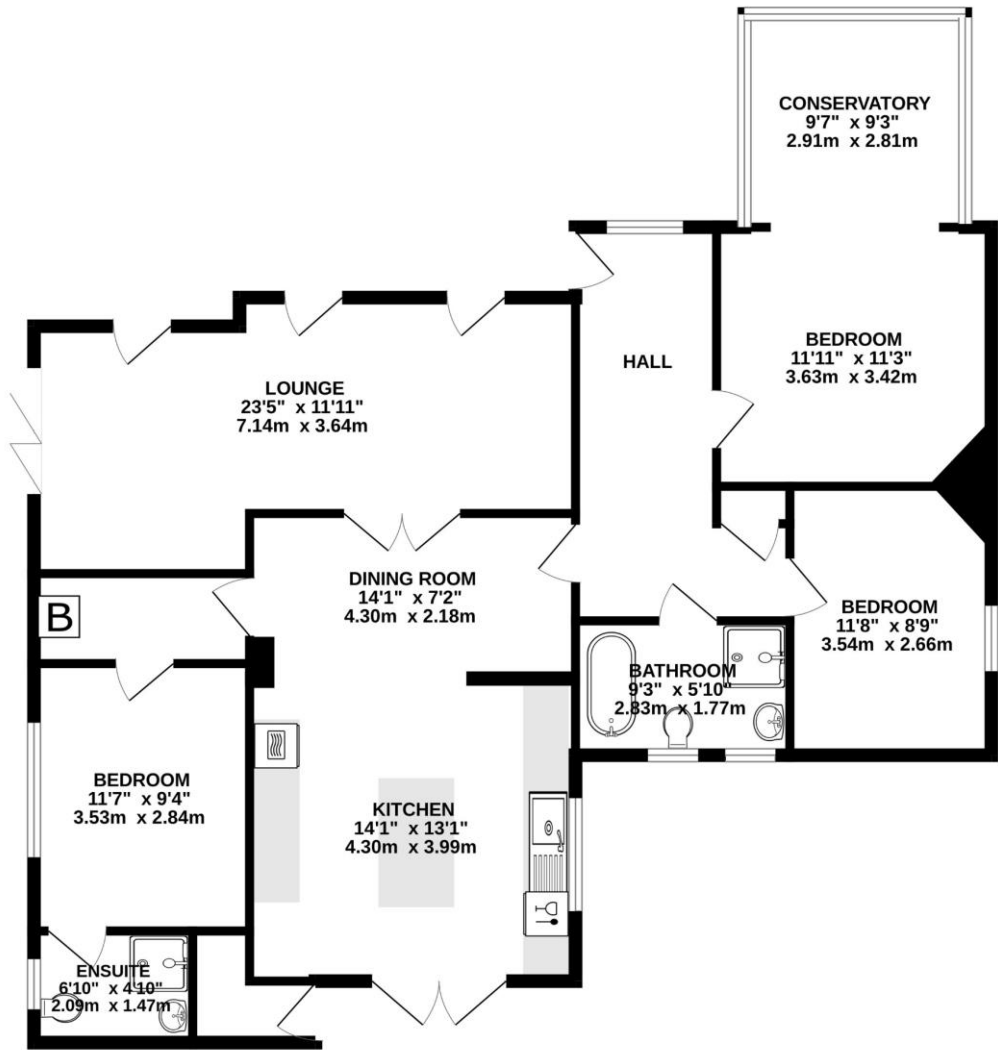 CONSERVATORY
9'7" x 9'3"
2.91m x 2.81m
BEDROOM
11'11" x 11'3"
3.63m x 3.42m
HALL
LOUNGE
23'5" x 11'11"
7.14m x 3.64m
DINING ROOM
14'1" x 7'2"
4.30m x 2.18m
B
BEDROOM
11'8" x 8'9"
3.54m x 2.66m
BATHROOM
9'3" x 5'10"
2.83m x 1.77m
BEDROOM
11'7" x 9'4"
3.53m x 2.84m
KITCHEN
14'1" x 13'1"
4.30m x 3.99m
ENSUITE
6'10" x 4'10"
2.09m x 1.47m